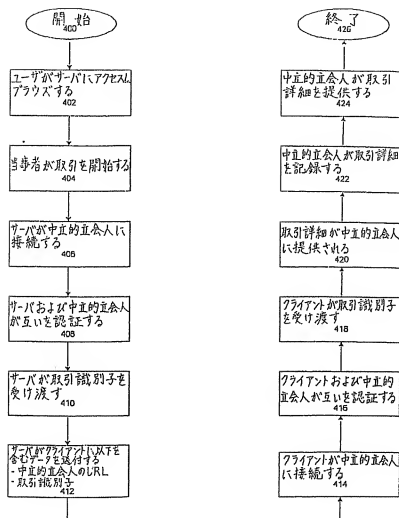 開始
400
ユーザがサーバにアクセスし
ブラウズする
402
当事者が取引を開始する
404
サーバが中立的立会人に
接続する
406
サーバおよび中立的立会人
が互いを認証する
408
サーバが取引識別子を
受け渡す
410
サーバがクライアントに以下を
含むデータを送付する
- 中立的立会人のURL
- 取引識別子
412
終了
426
中立的立会人が取引
詳細を提供する
424
中立的立会人が取引詳細
を記録する
422
取引詳細が中立的立会人
に提供される
420
クライアントが取引識別子
を受け渡す
418
クライアントおよび中立的
立会人が互いを認証する
416
クライアントが中立的立会人
に接続する
414